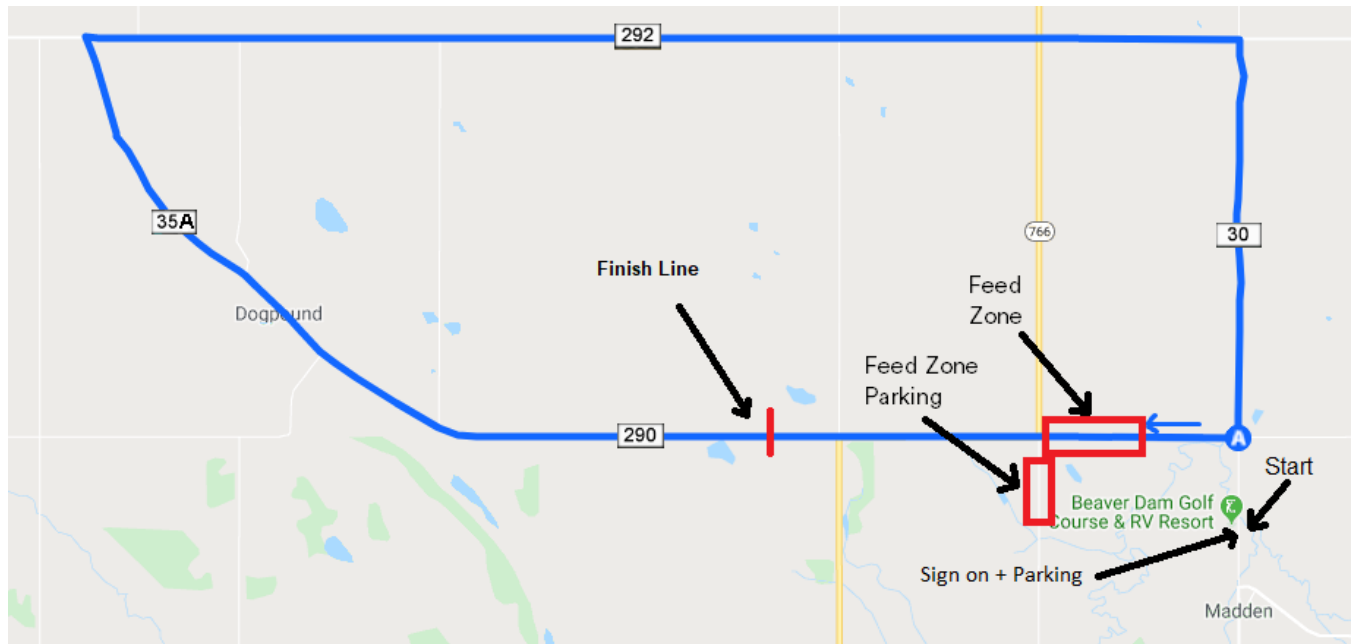 292
35A
766
30
Finish Line
Feed
Zone
Dogpound
Feed Zone
Parking
290
A
Start
Beaver Dam Golf
Course & RV Resort
Sign on + Parking
Madden